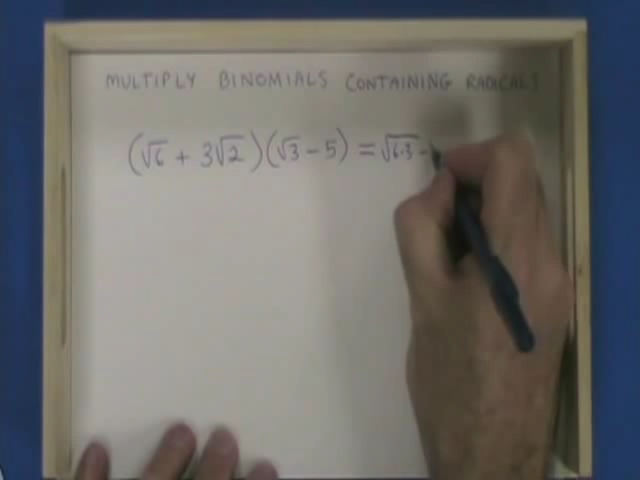 MULTIPLY BINOMIALS CONTAINING RADICALS
(√6 + 3√2)(√3 - 5) = √6·3 -